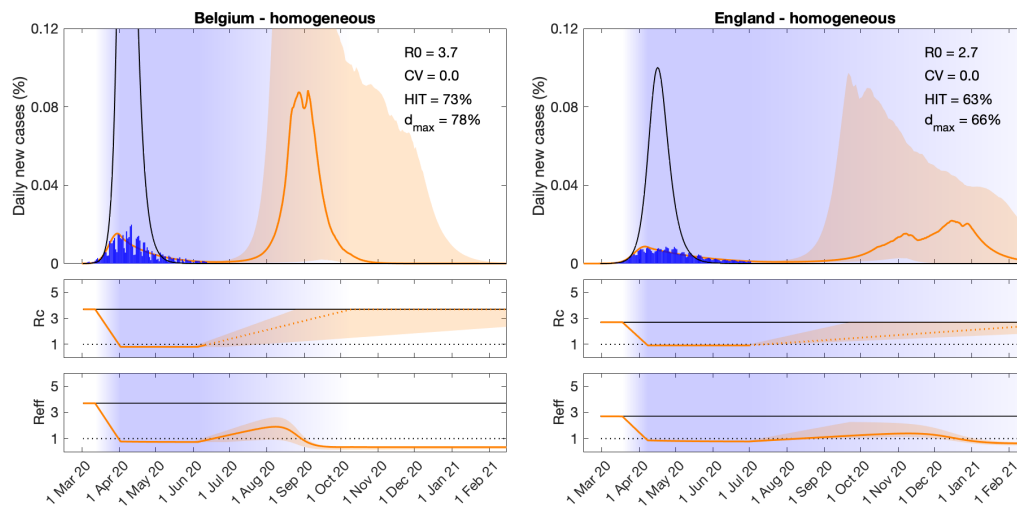 Belgium - homogeneous
0.12
0.08
0.04
0
Daily new cases (%)
R0 = 3.7
CV = 0.0
HIT = 73%
dmax = 78%
5
3
1
Rc
5
3
1
Reff
1 Mar 20
1 Apr 20
1 May 20
1 Jun 20
1 Jul 20
1 Aug 20
1 Sep 20
1 Oct 20
1 Nov 20
1 Dec 20
1 Jan 21
1 Feb 21
England - homogeneous
0.12
0.08
0.04
0
Daily new cases (%)
R0 = 2.7
CV = 0.0
HIT = 63%
dmax = 66%
5
3
1
Rc
5
3
1
Reff
1 Mar 20
1 Apr 20
1 May 20
1 Jun 20
1 Jul 20
1 Aug 20
1 Sep 20
1 Oct 20
1 Nov 20
1 Dec 20
1 Jan 21
1 Feb 21